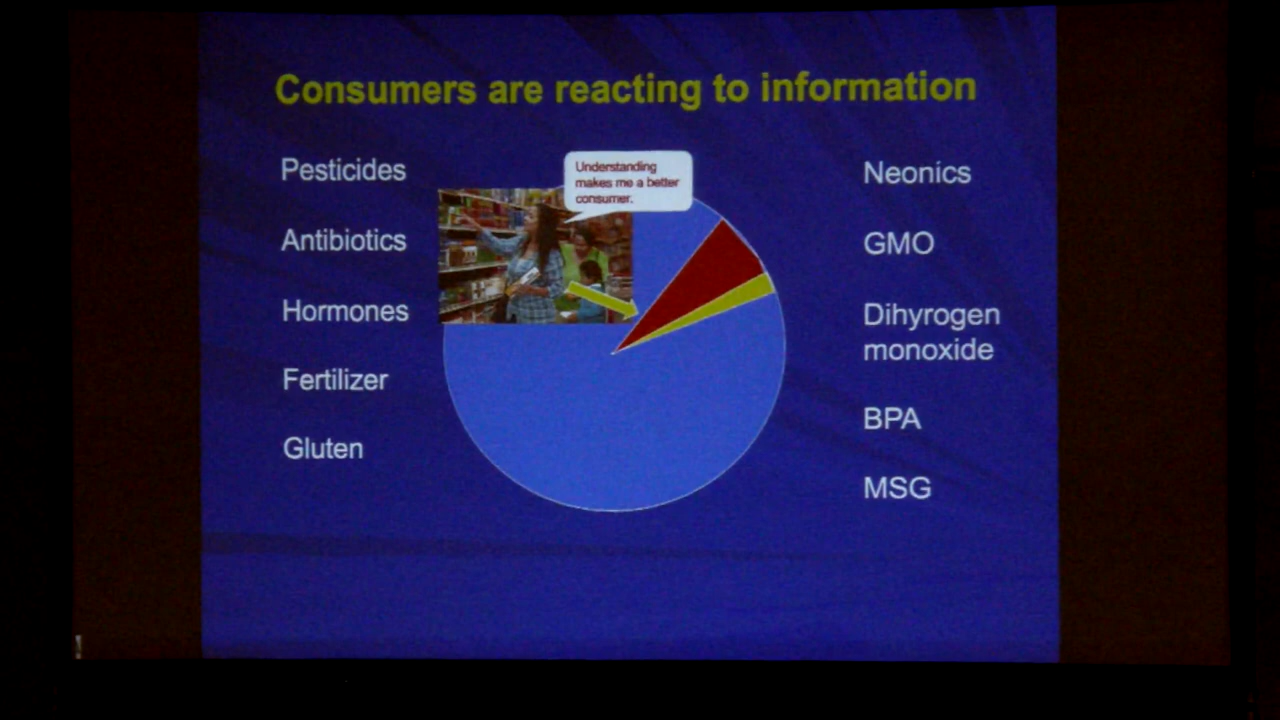 Consumers are reacting to information
Pesticides
Antibiotics
Hormones
Fertilizer
Gluten
Understanding
makes me a better
consumer.
Neonics
GMO
Dihyrogen
monoxide
BPA
MSG